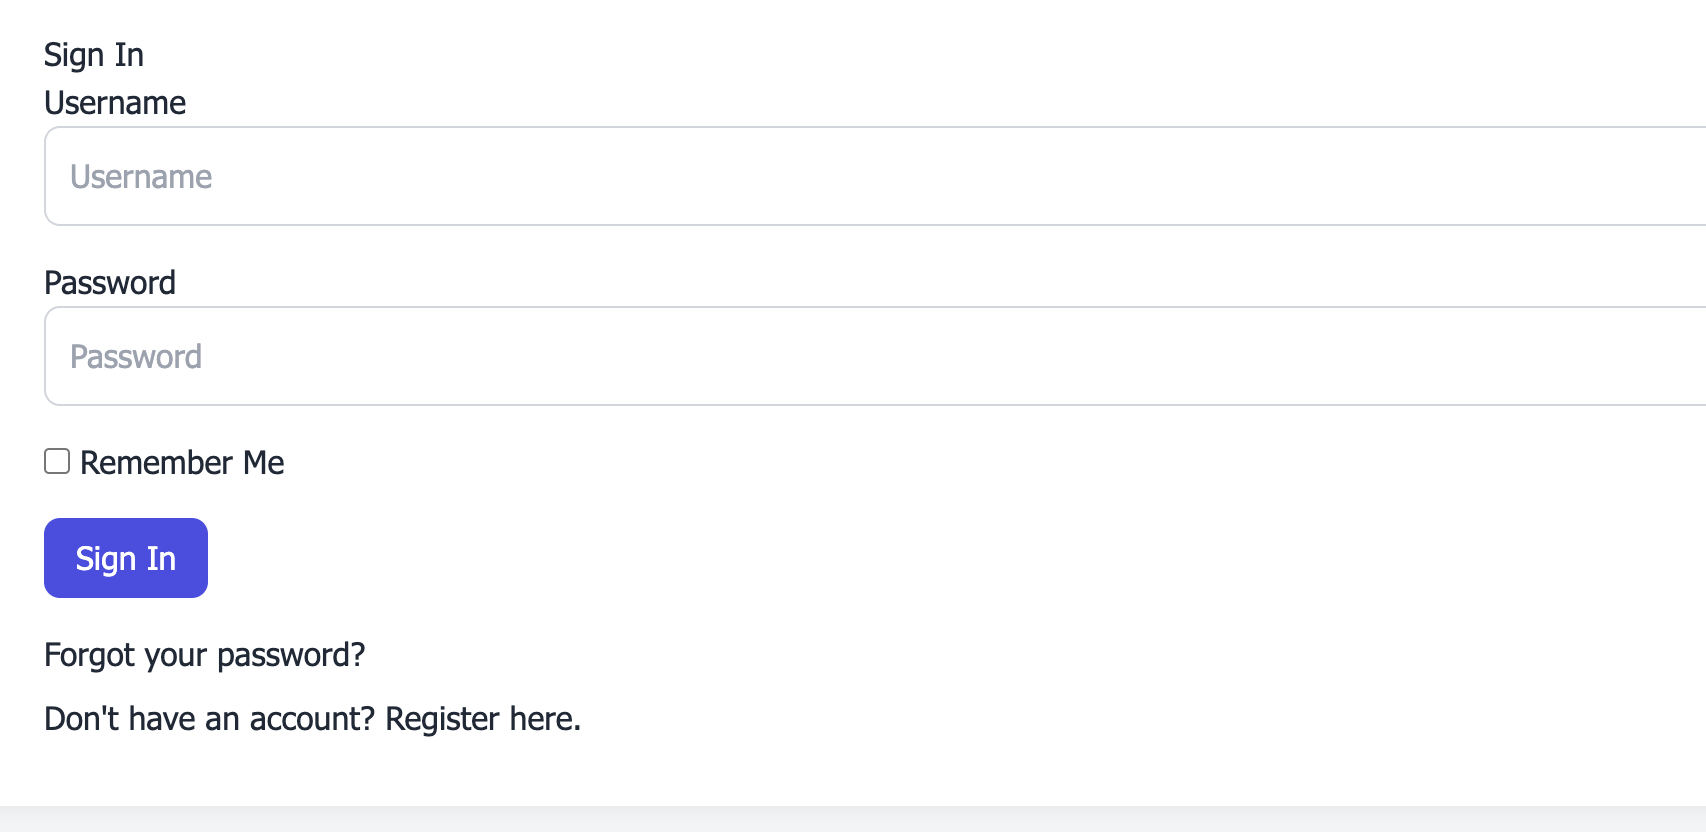 Sign In
Username
Username
Password
Password
Remember Me
Sign In
Forgot your password?
Don't have an account? Register here.